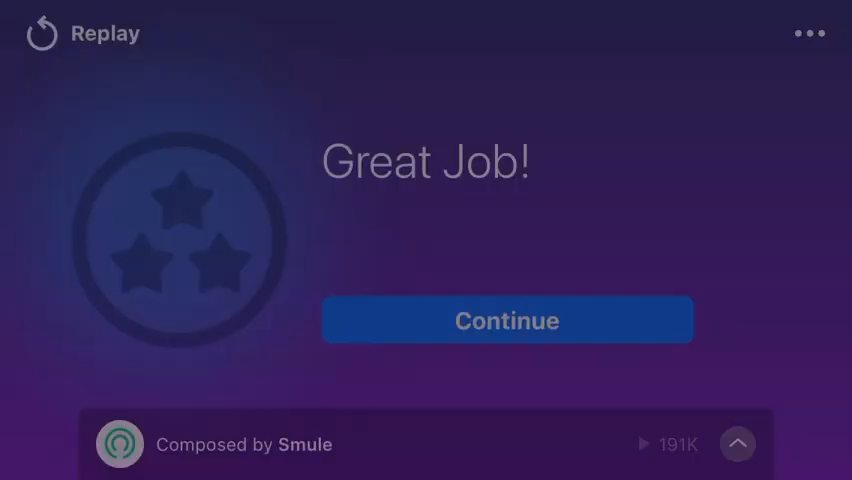 Replay
Great Job!
Continue
Composed by Smule
191K